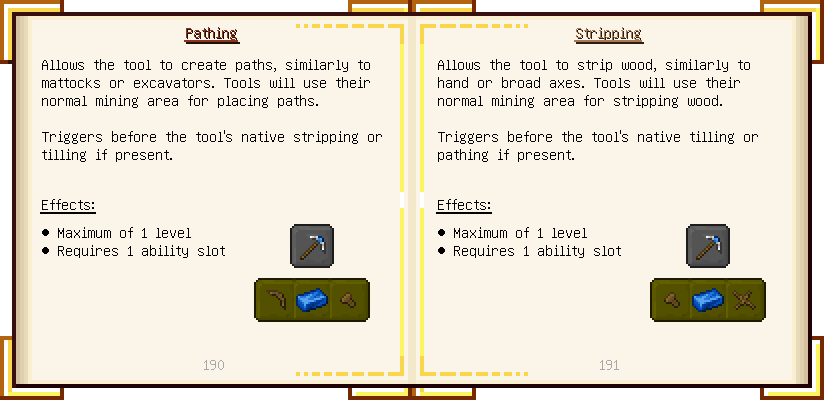 Pathing
Allows the tool to create paths, similarly to
mattocks or excavators. Tools will use their
normal mining area for placing paths.
Triggers before the tool's native stripping or
tilling if present.
Effects:
● Maximum of 1 level
● Requires 1 ability slot
190
Stripping
Allows the tool to strip wood, similarly to
hand or broad axes. Tools will use their
normal mining area for stripping wood.
Triggers before the tool's native tilling or
pathing if present.
Effects:
● Maximum of 1 level
● Requires 1 ability slot
191